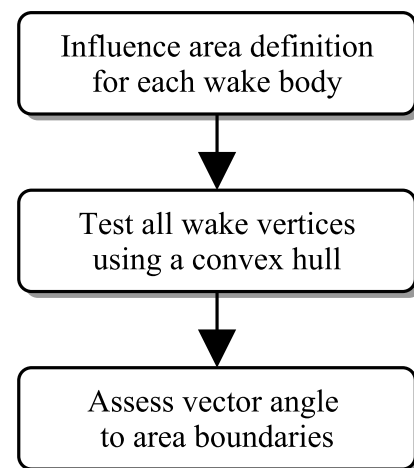 Influence area definition
for each wake body
Test all wake vertices
using a convex hull
Assess vector angle
to area boundaries